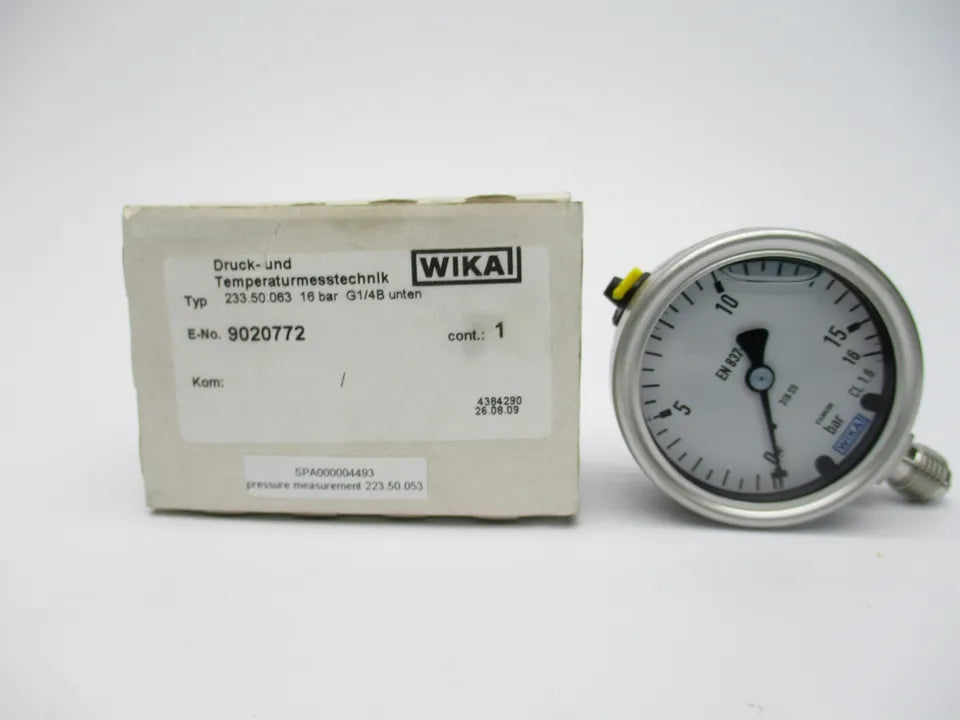 Druck- und
Temperaturmesstechnik
WIKA
Typ 233.50.063 16 bar G1/4B unten
E-No. 9020772
cont.: 1
Kom: /
4384290
26.08.09
SPA000004493
pressure measurement 223.50.053
10
15
16
5
0
EN 837
CL 1.6
316 SS
bar
WIKA